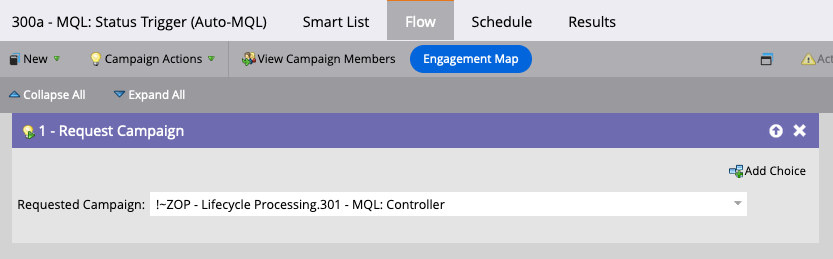 300a - MQL: Status Trigger (Auto-MQL) Smart List Flow Schedule Results
New Campaign Actions View Campaign Members Engagement Map Act
Collapse All Expand All
1 - Request Campaign
Add Choice
Requested Campaign: !~ZOP - Lifecycle Processing.301 - MQL: Controller